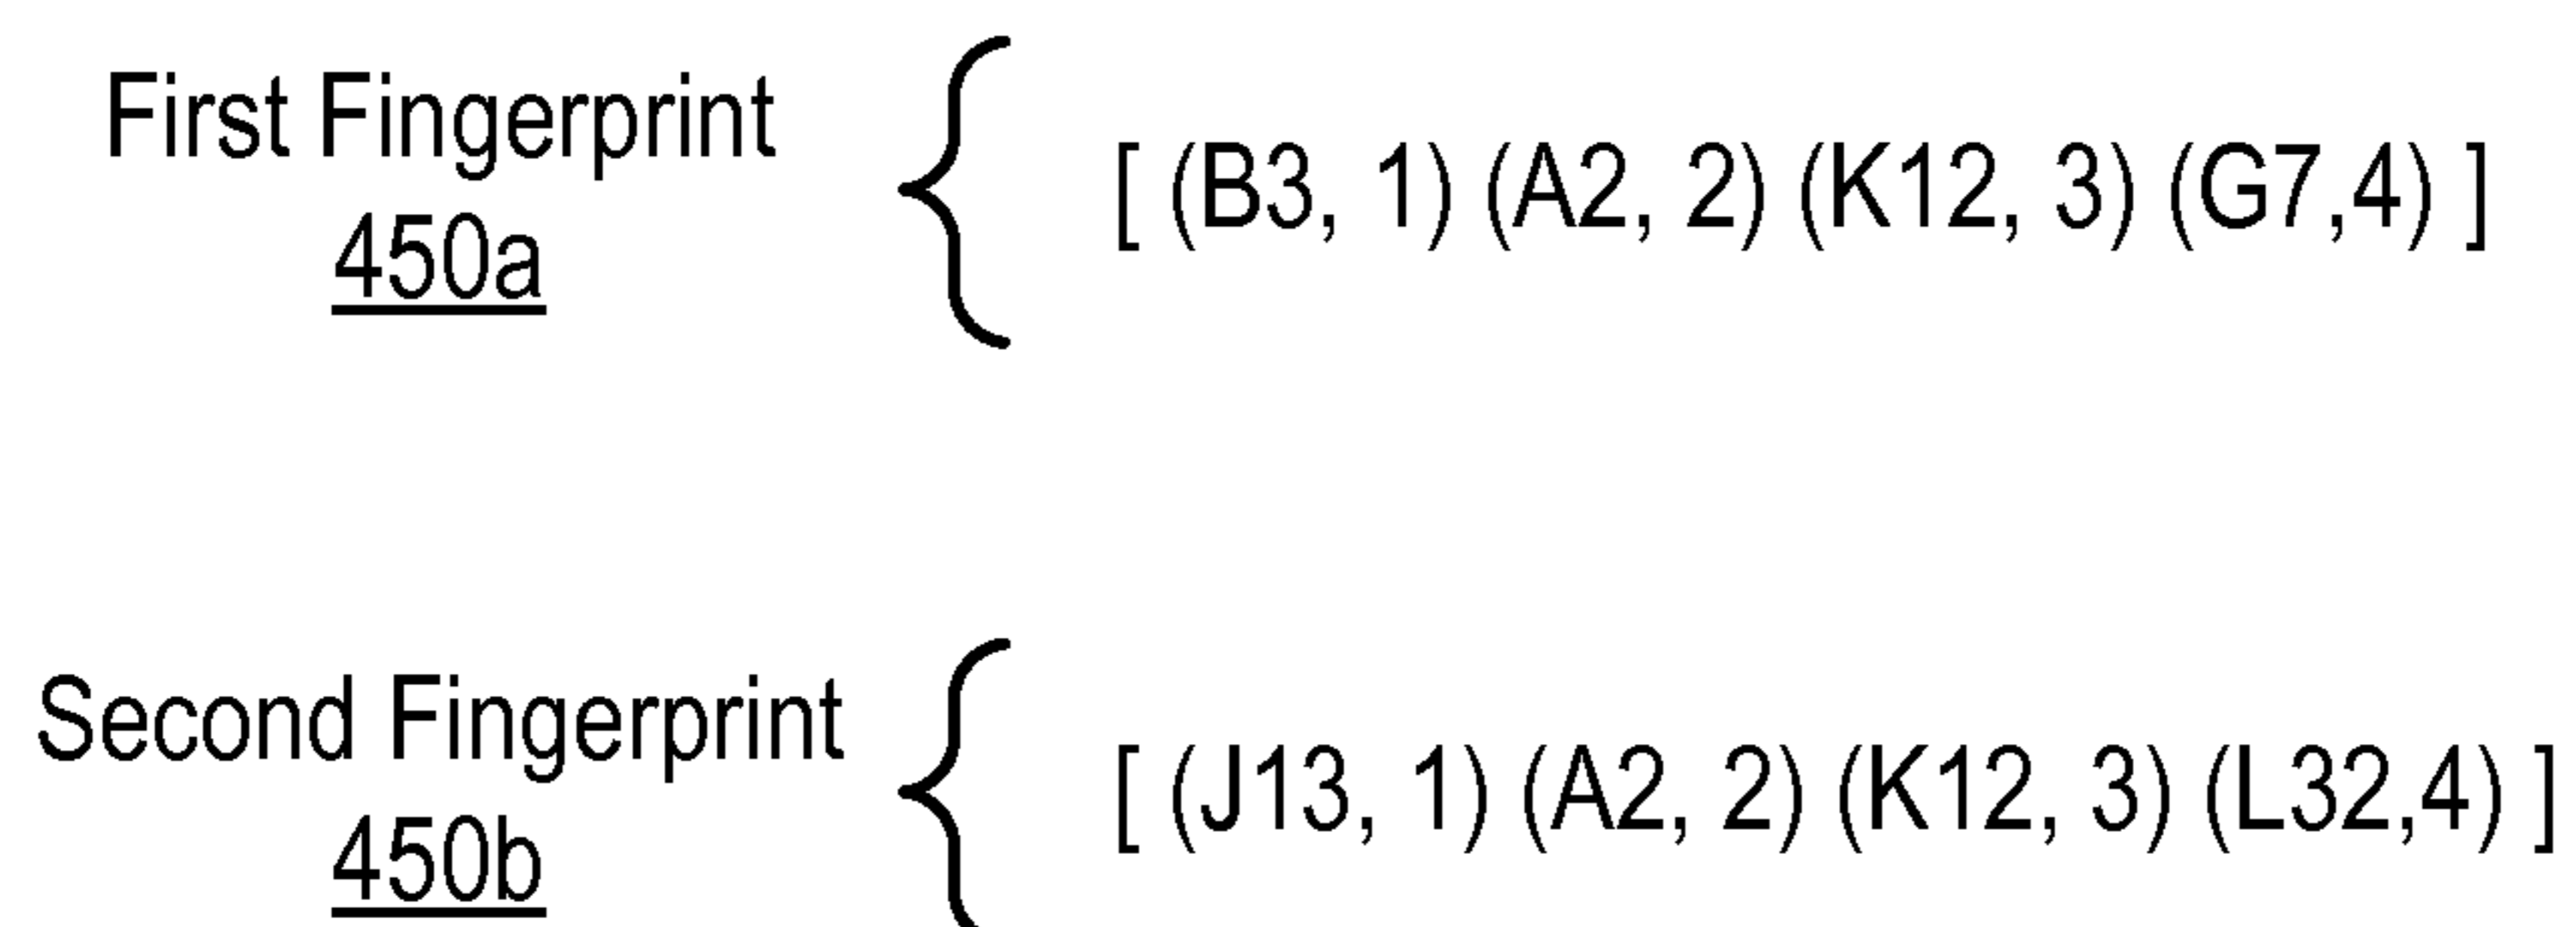 First Fingerprint
450a
[ (B3, 1) (A2, 2) (K12, 3) (G7,4) ]
Second Fingerprint
450b
[ (J13, 1) (A2, 2) (K12, 3) (L32,4) ]